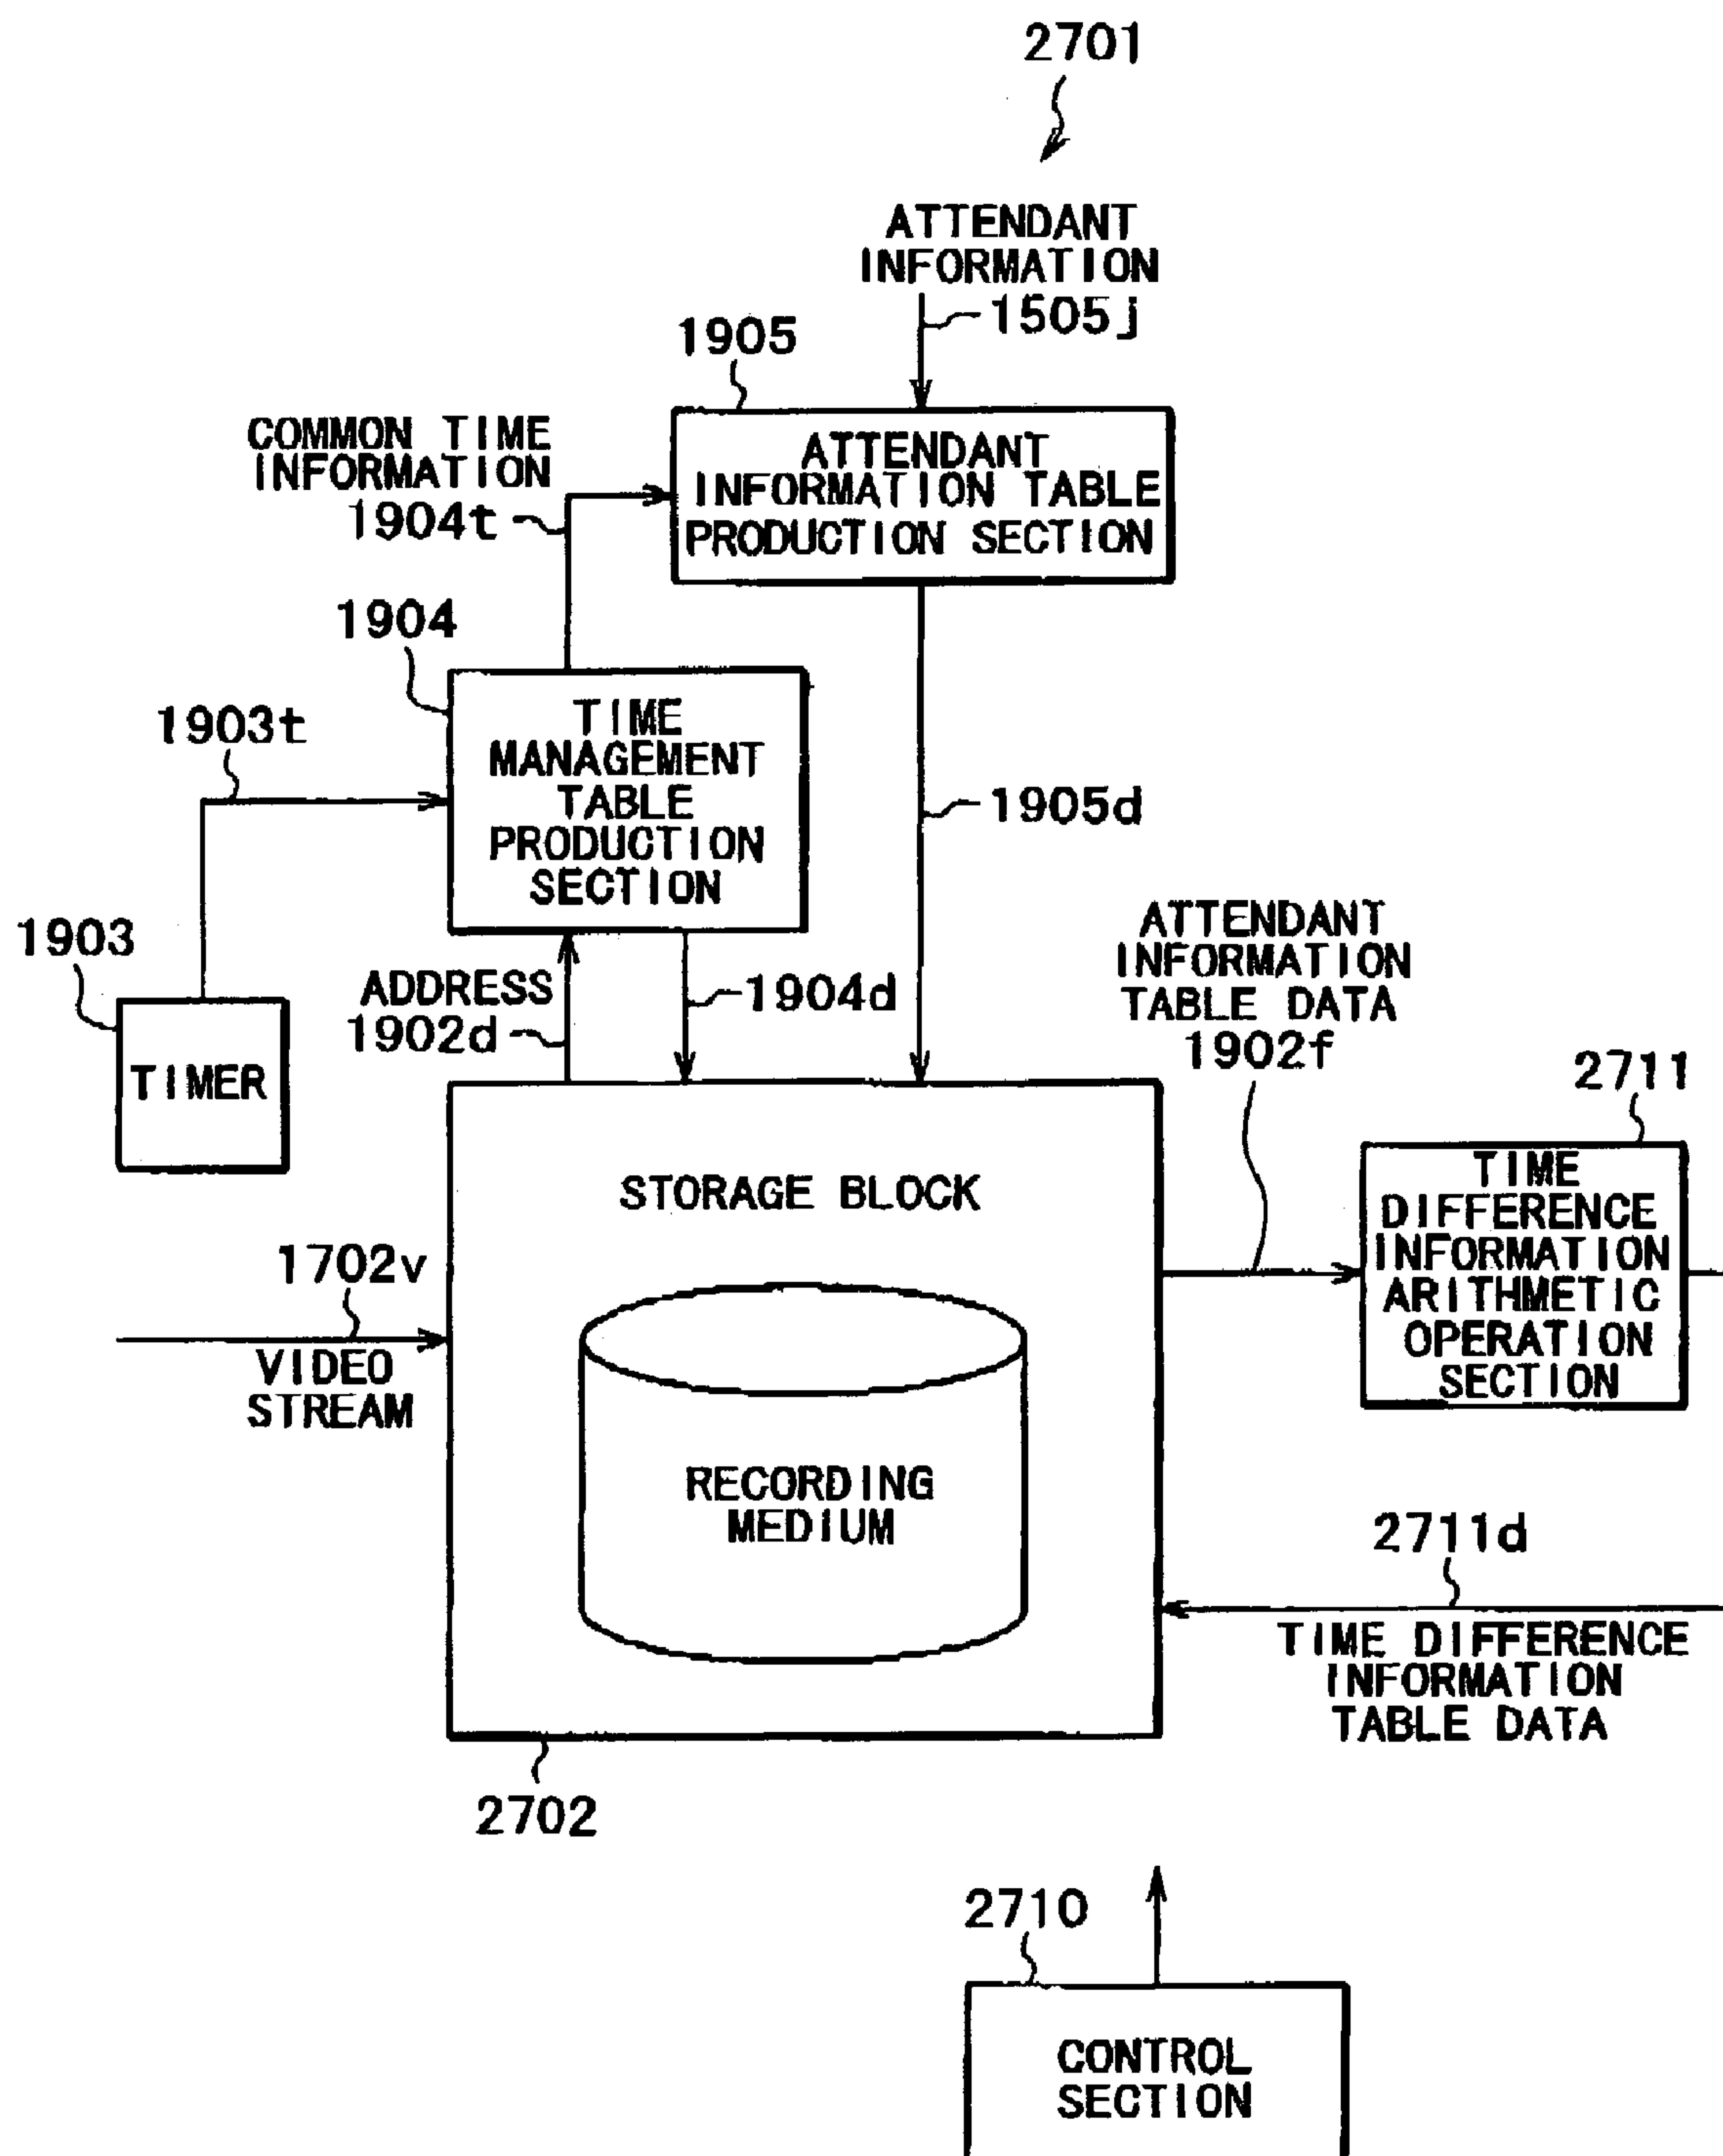 2701
ATTENDANT
INFORMATION
1505j
1905
COMMON TIME
INFORMATION
1904t
ATTENDANT
INFORMATION TABLE
PRODUCTION SECTION
1904
1903t
TIME
MANAGEMENT
TABLE
PRODUCTION
SECTION
1905d
1903
TIMER
ADDRESS
1902d
1904d
ATTENDANT
INFORMATION
TABLE DATA
1902f
2711
TIME
DIFFERENCE
INFORMATION
ARITHMETIC
OPERATION
SECTION
STORAGE BLOCK
1702v
VIDEO
STREAM
RECORDING
MEDIUM
2711d
TIME DIFFERENCE
INFORMATION
TABLE DATA
2702
2710
CONTROL
SECTION